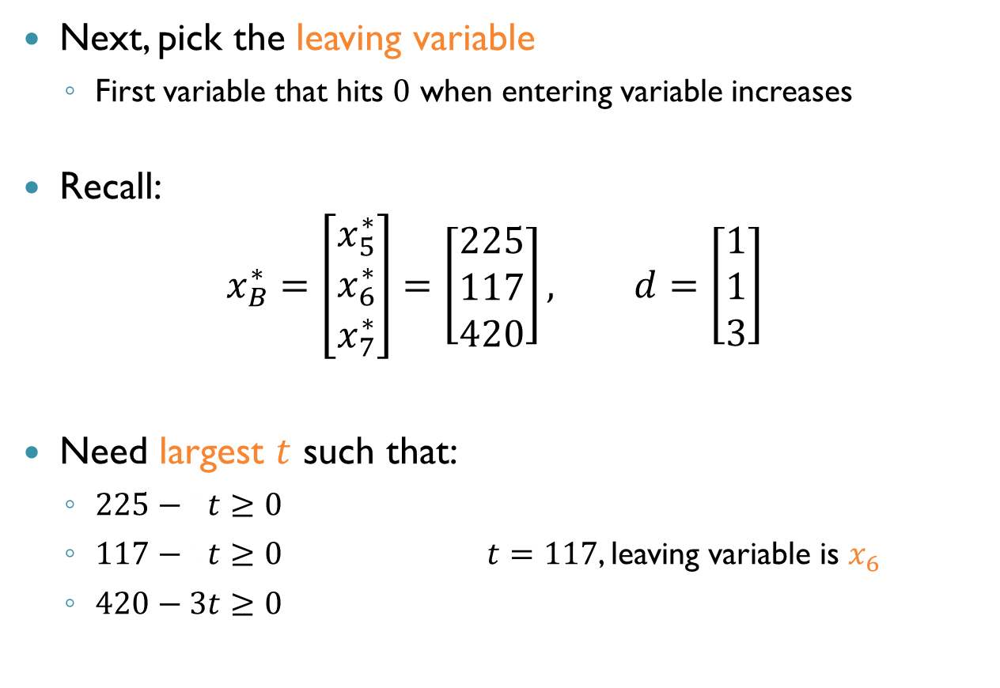 • Next, pick the leaving variable
◦ First variable that hits 0 when entering variable increases
• Recall:
$x_B^* = \begin{bmatrix} x_5^* \\ x_6^* \\ x_7^* \end{bmatrix} = \begin{bmatrix} 225 \\ 117 \\ 420 \end{bmatrix}, \quad d = \begin{bmatrix} 1 \\ 1 \\ 3 \end{bmatrix}$
• Need largest $t$ such that:
◦ $225 - t \geq 0$
◦ $117 - t \geq 0$ $t = 117$, leaving variable is $x_6$
◦ $420 - 3t \geq 0$